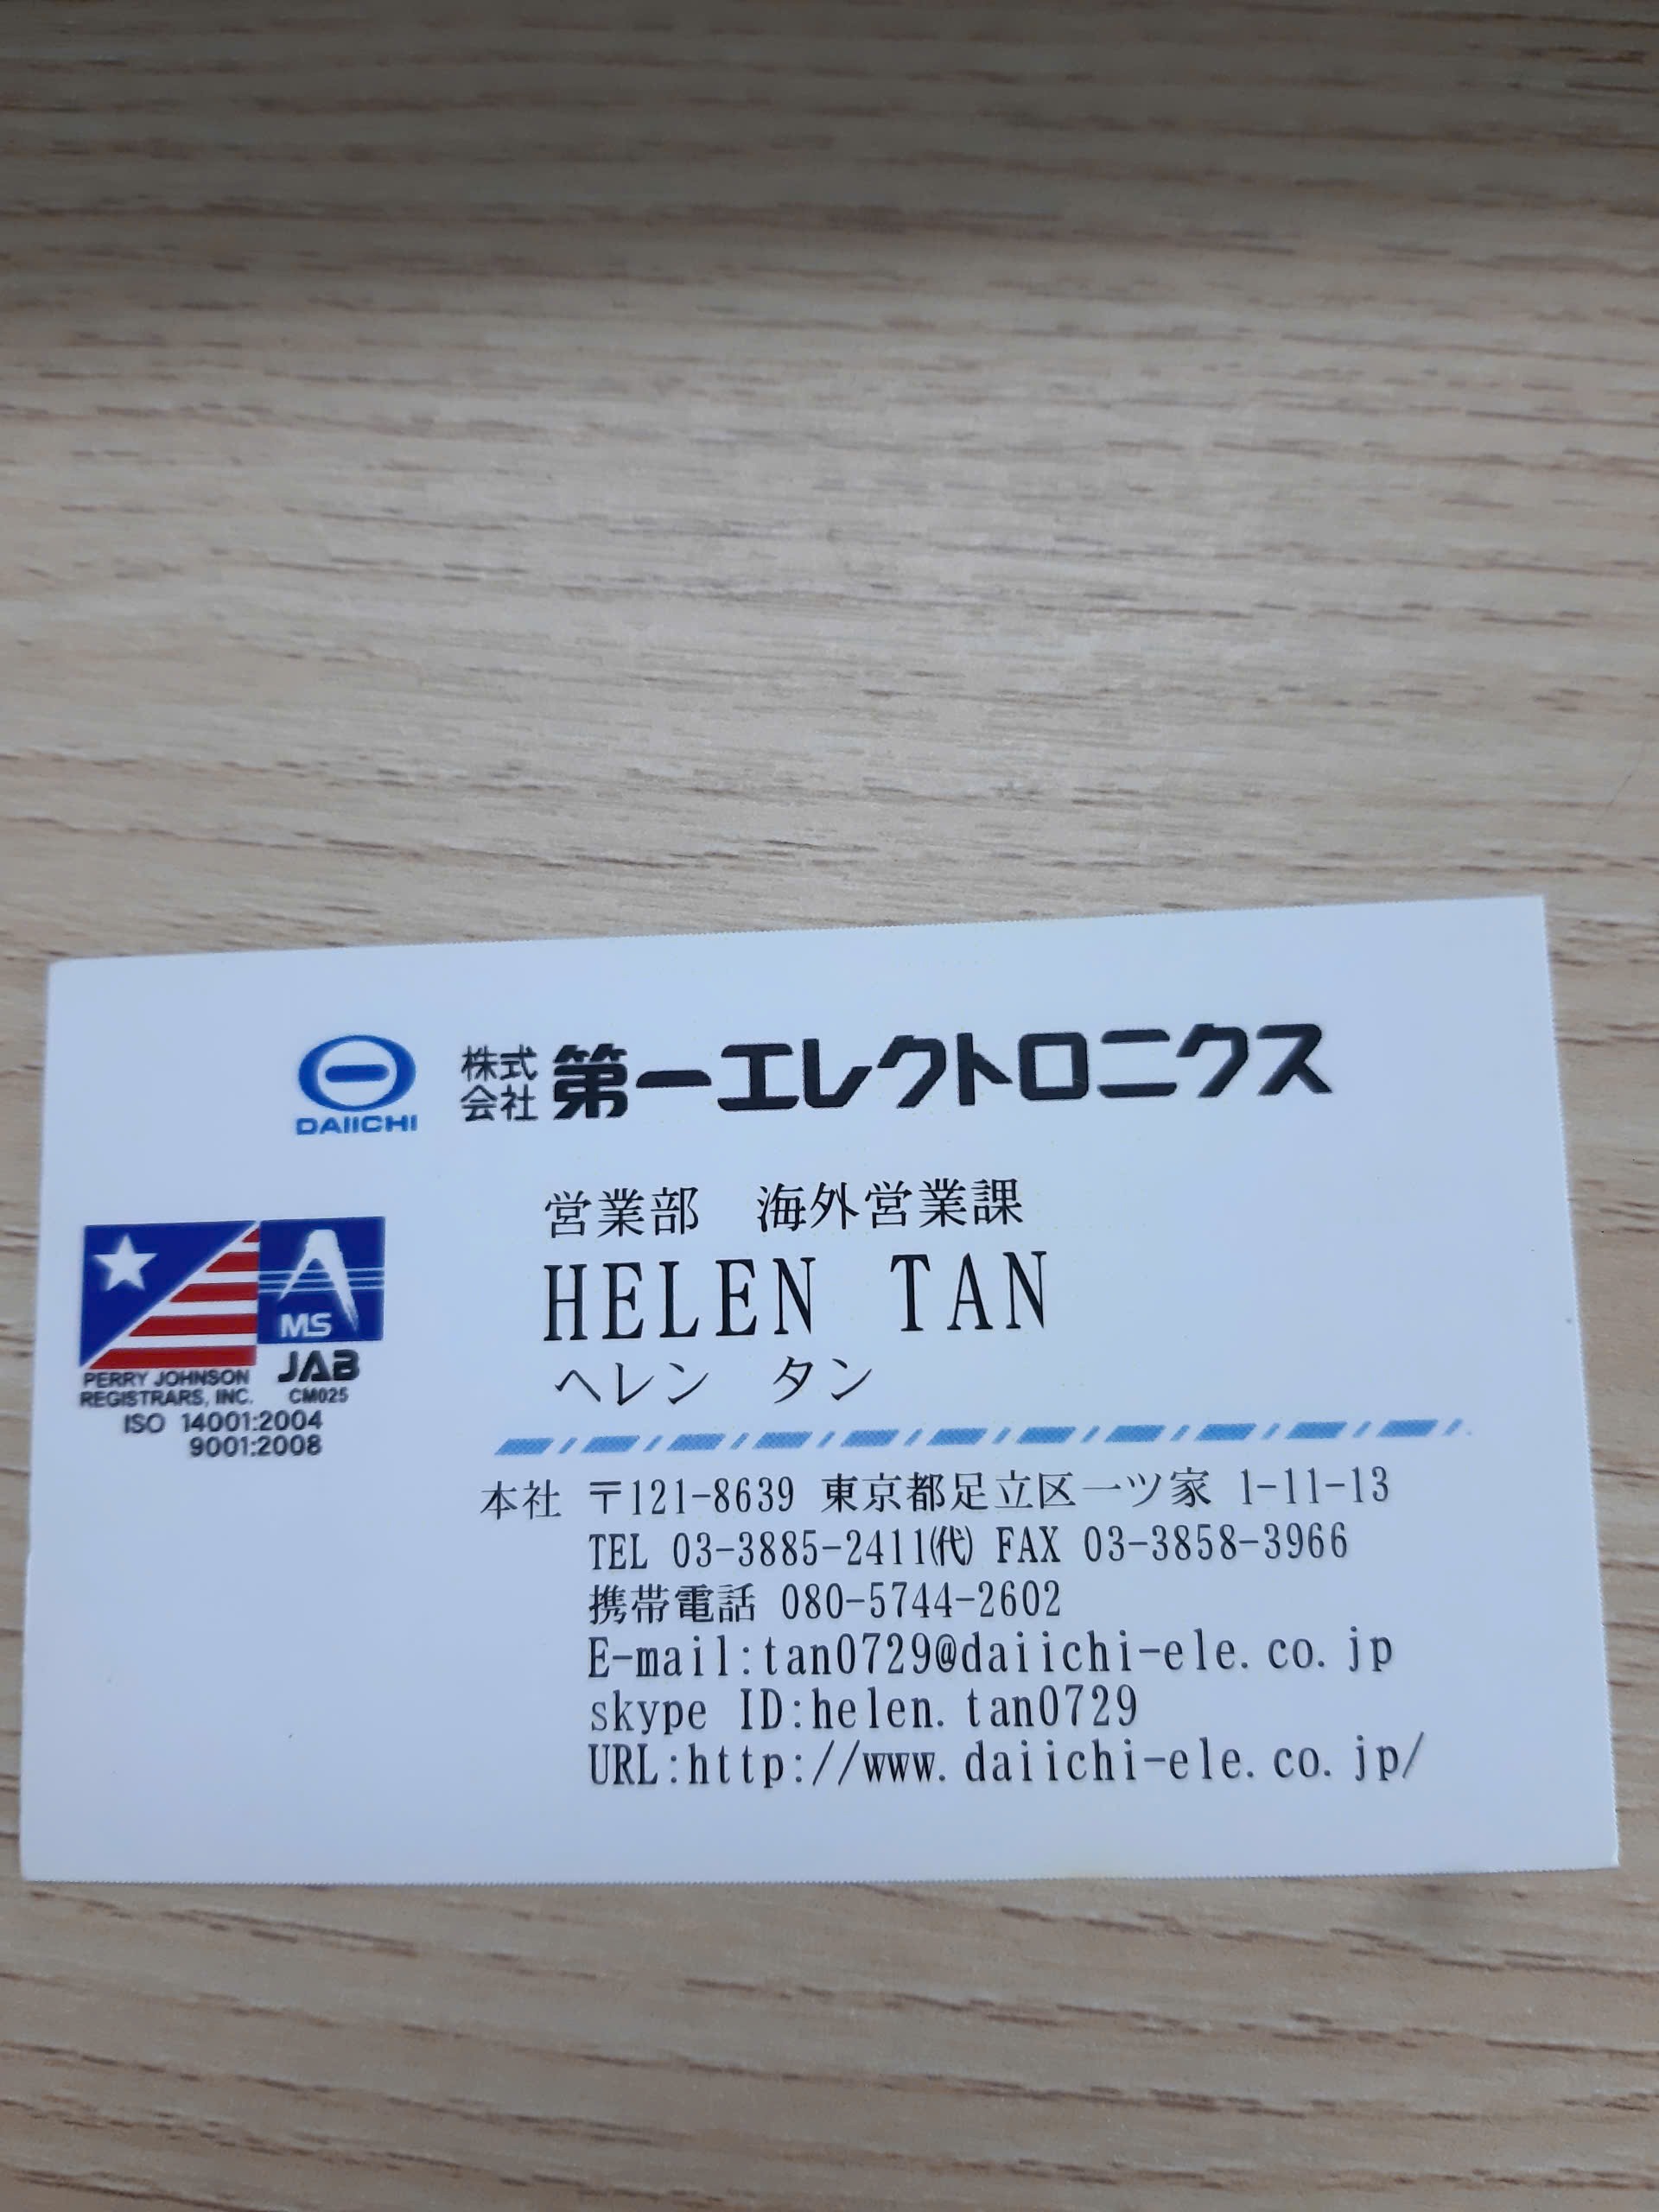 DAIICHI
株式会社 第一エレクトロニクス
営業部 海外営業課
HELEN TAN
ヘレン タン
MS
JAB
CM025
PERRY JOHNSON
REGISTRARS, INC.
ISO 14001:2004
9001:2008
本社 〒121-8639 東京都足立区一ツ家 1-11-13
TEL 03-3885-2411㈹ FAX 03-3858-3966
携帯電話 080-5744-2602
E-mail:tan0729@daiichi-ele.co.jp
skype ID:helen.tan0729
URL:http://www.daiichi-ele.co.jp/